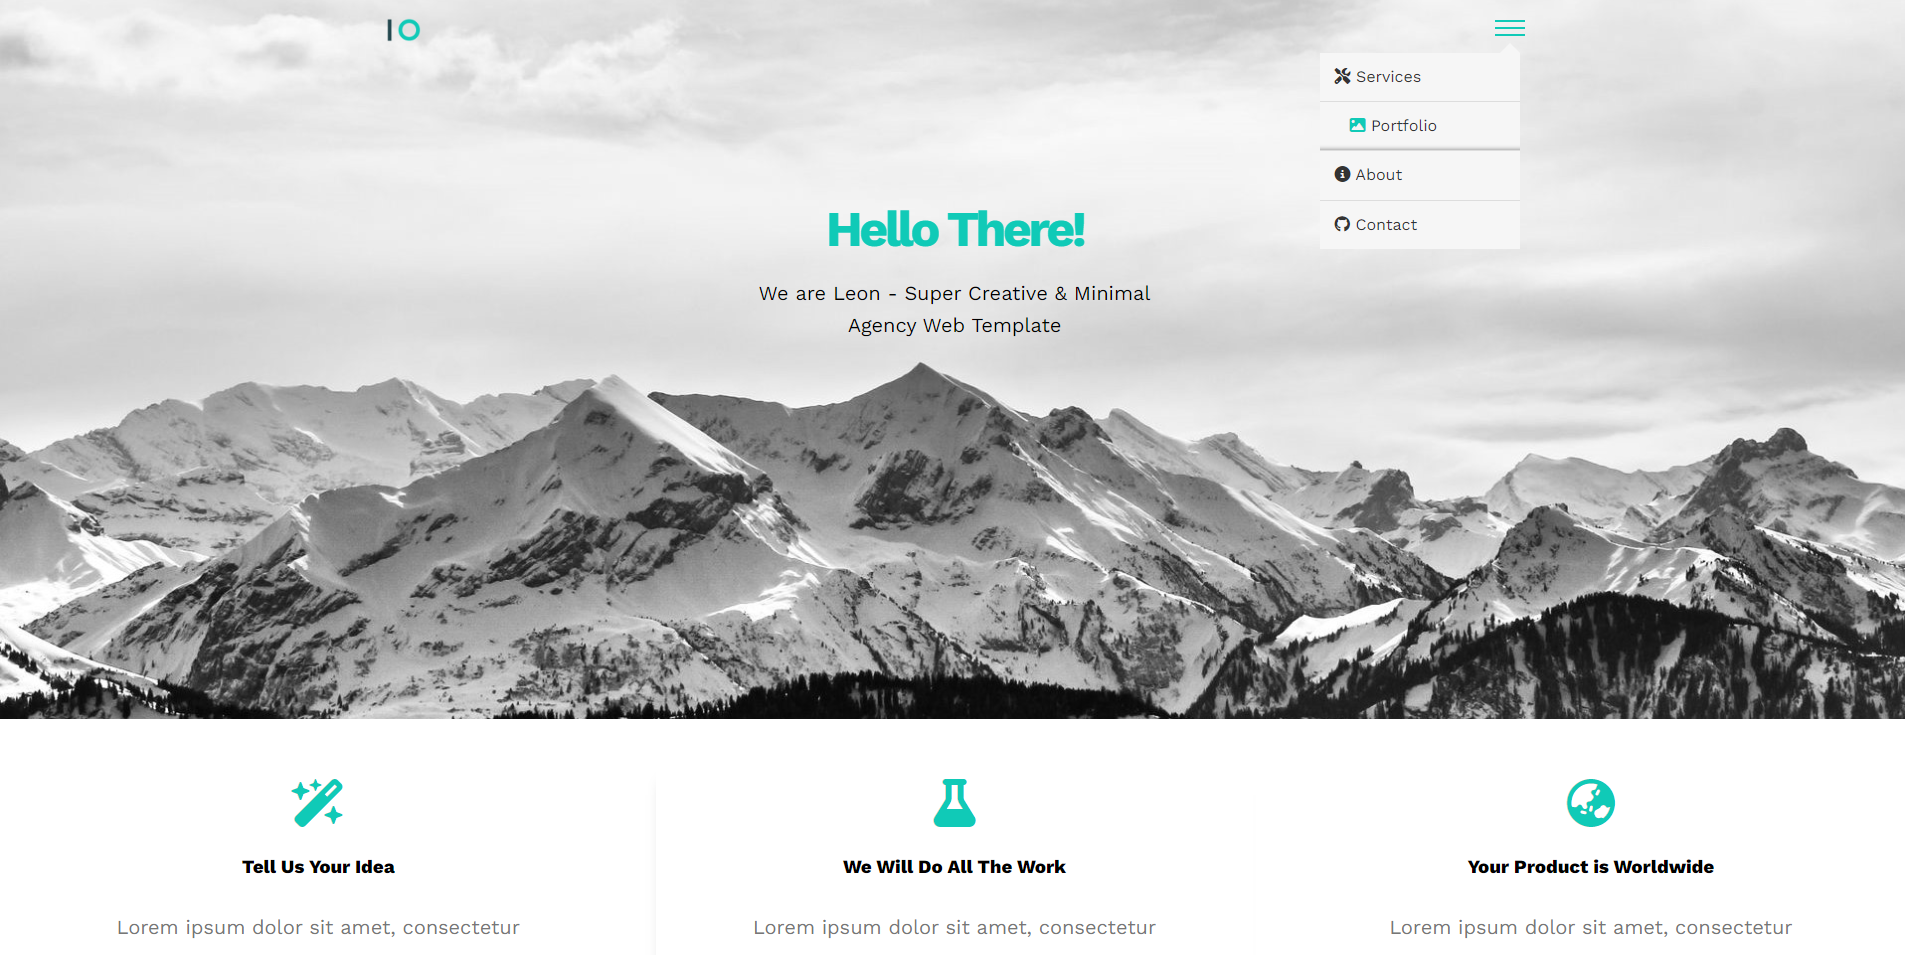 IO
Services
Portfolio
About
Contact
Hello There!
We are Leon - Super Creative & Minimal
Agency Web Template
Tell Us Your Idea
We Will Do All The Work
Your Product is Worldwide
Lorem ipsum dolor sit amet, consectetur
Lorem ipsum dolor sit amet, consectetur
Lorem ipsum dolor sit amet, consectetur